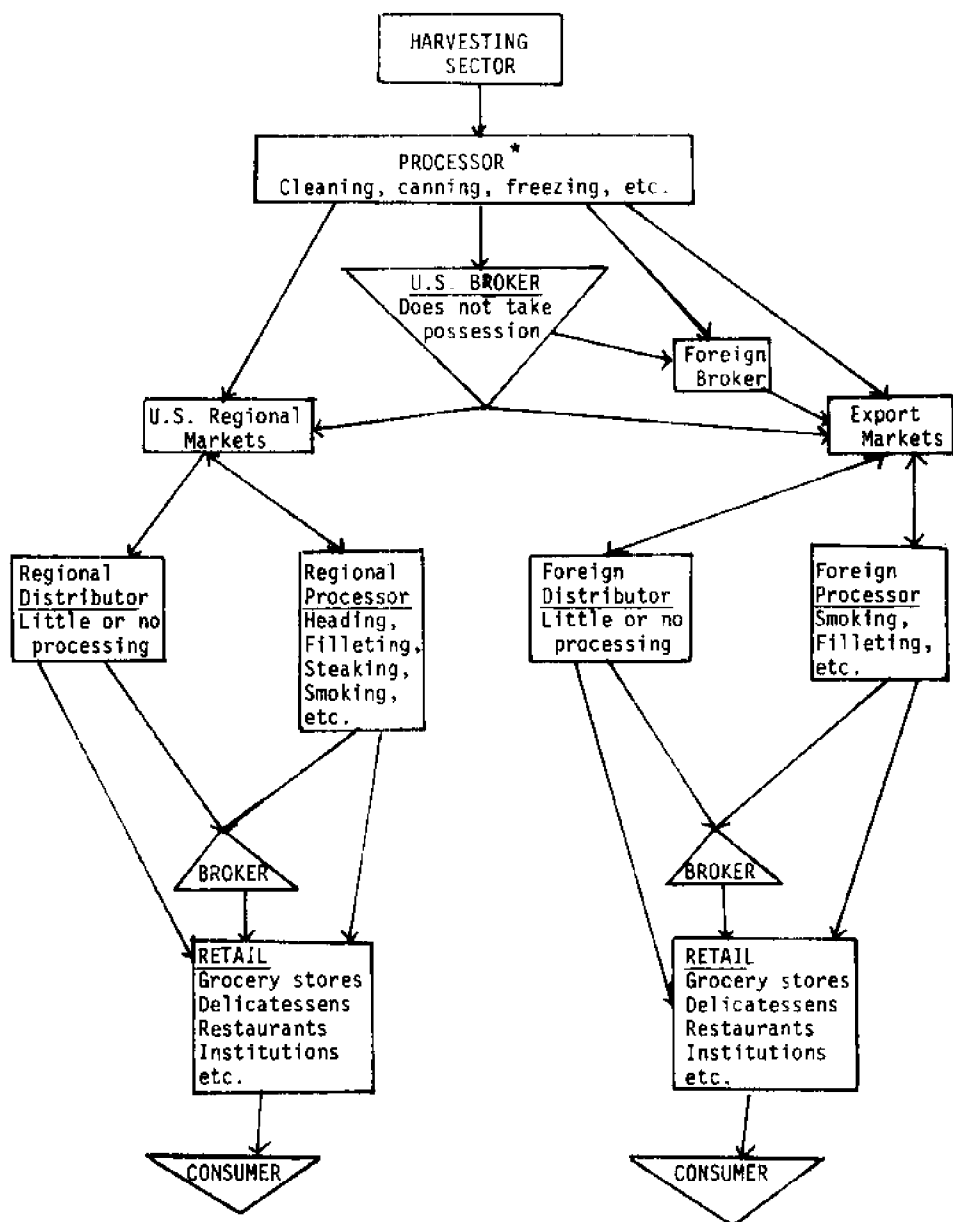 HARVESTING
SECTOR
PROCESSOR*
Cleaning, canning, freezing, etc.
U.S. BROKER
Does not take
possession
Foreign
Broker
U.S. Regional
Markets
Export
Markets
Regional
Distributor
Little or no
processing
Regional
Processor
Heading,
Filleting,
Steaking,
Smoking,
etc.
Foreign
Distributor
Little or no
processing
Foreign
Processor
Smoking,
Filleting,
etc.
BROKER
BROKER
RETAIL
Grocery stores
Delicatessens
Restaurants
Institutions
etc.
RETAIL
Grocery stores
Delicatessens
Restaurants
Institutions
etc.
CONSUMER
CONSUMER